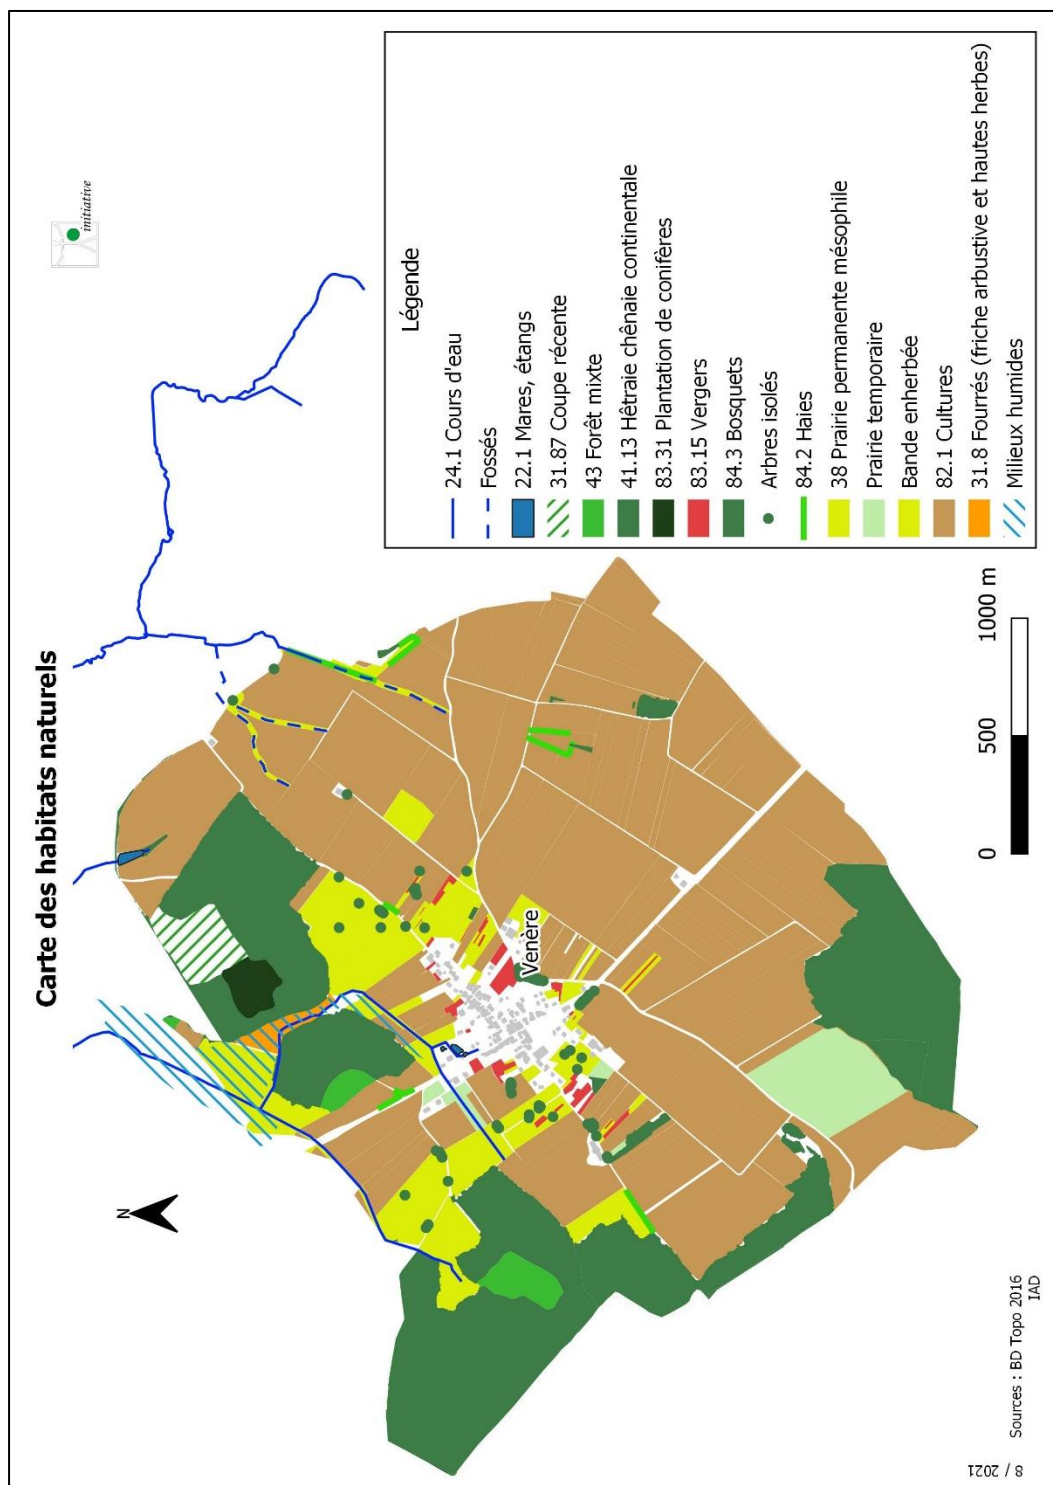 Carte des habitats naturels
initiative
N
Venère
Légende
24.1 Cours d'eau
Fossés
22.1 Mares, étangs
31.87 Coupe récente
43 Forêt mixte
41.13 Hêtraie chênaie continentale
83.31 Plantation de conifères
83.15 Vergers
84.3 Bosquets
Arbres isolés
84.2 Haies
38 Prairie permanente mésophile
Prairie temporaire
Bande enherbée
82.1 Cultures
31.8 Fourrés (friche arbustive et hautes herbes)
Milieux humides
0 500 1000 m
Sources : BD Topo 2016
IAD
8 / 2021